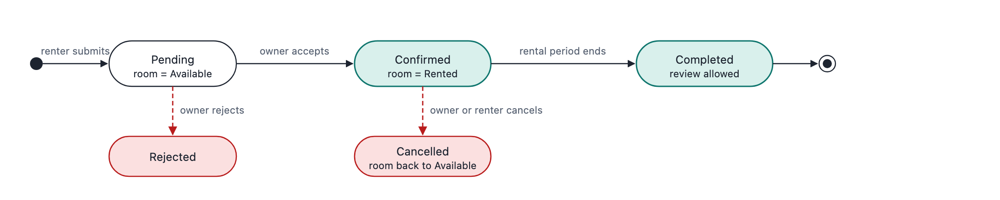 renter submits
Pending
room = Available
owner accepts
Confirmed
room = Rented
rental period ends
Completed
review allowed
owner rejects
owner or renter cancels
Rejected
Cancelled
room back to Available